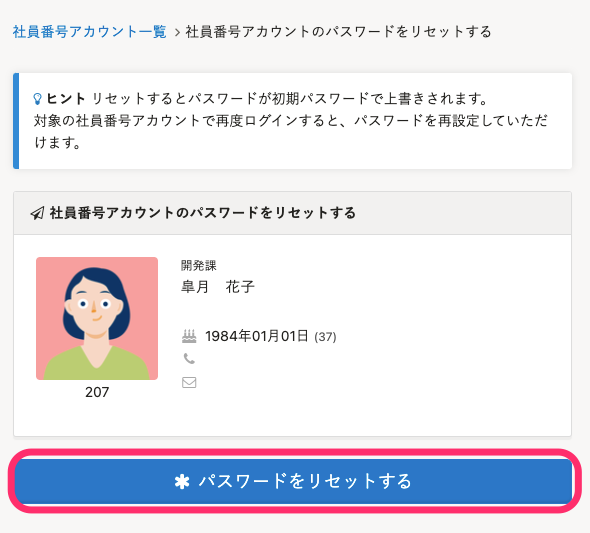 社員番号アカウント一覧 > 社員番号アカウントのパスワードをリセットする
ヒント リセットするとパスワードが初期パスワードで上書きされます。
対象の社員番号アカウントで再度ログインすると、パスワードを再設定していただ
けます。
社員番号アカウントのパスワードをリセットする
開発課
皐月　花子
1984年01月01日 (37)
207
パスワードをリセットする